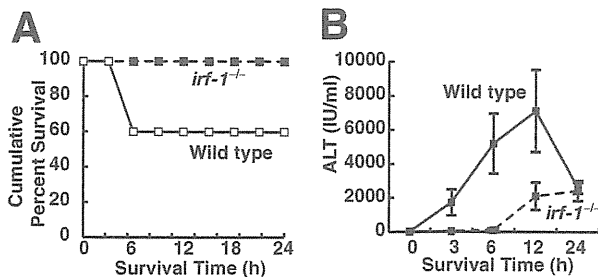 A
Cumulative
Percent Survival
100
80
60
40
20
0
irf-1-/-
Wild type
0 6 12 18 24
Survival Time (h)
B
ALT (IU/ml)
10000
8000
6000
4000
2000
0
Wild type
irf-1-/-
0 3 6 12 24
Survival Time (h)